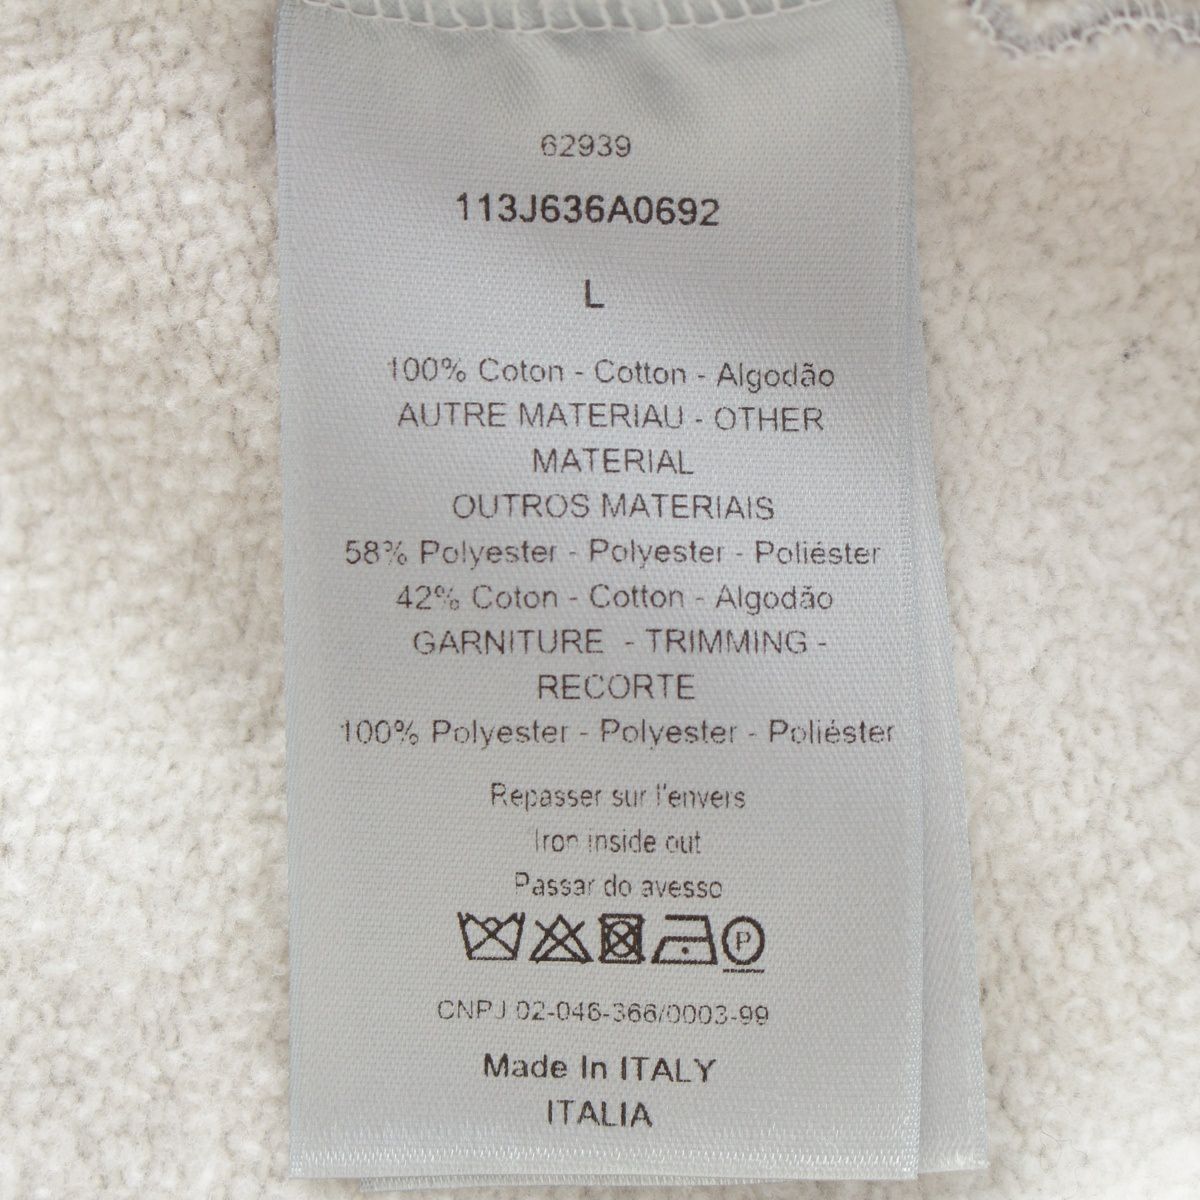 62939
113J636A0692
L
100% Coton - Cotton - Algodão
AUTRE MATERIAU - OTHER
MATERIAL
OUTROS MATERIAIS
58% Polyester - Polyester - Poliéster
42% Coton - Cotton - Algodão
GARNITURE - TRIMMING -
RECORTE
100% Polyester - Polyester - Poliéster
Repasser sur l'envers
Iron inside out
Passar do avesso
P
CNPJ 02-046-366/0003-99
Made In ITALY
ITALIA